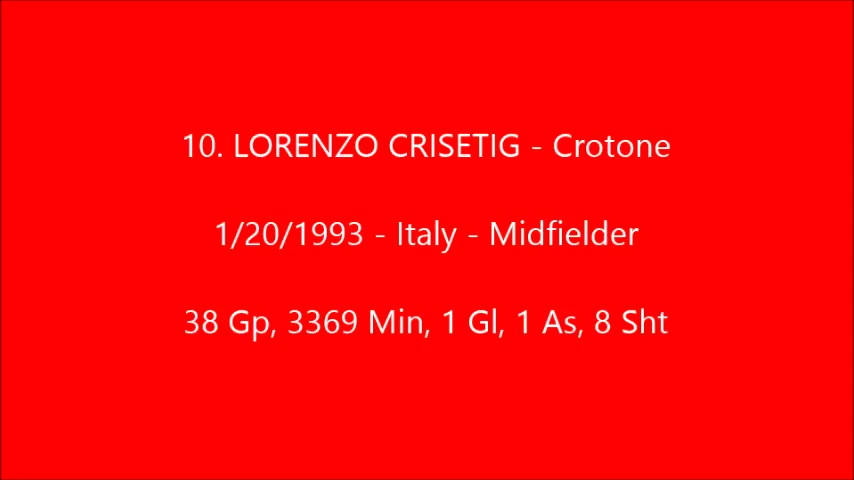 10. LORENZO CRISETIG - Crotone
1/20/1993 - Italy - Midfielder
38 Gp, 3369 Min, 1 Gl, 1 As, 8 Sht